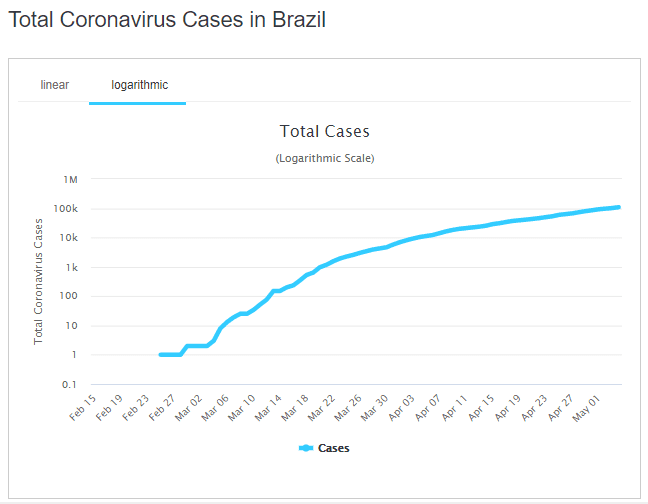 Total Coronavirus Cases in Brazil
linear logarithmic
Total Cases
(Logarithmic Scale)
Total Coronavirus Cases
1M
100k
10k
1k
100
10
1
0.1
Feb 15 Feb 19 Feb 23 Feb 27 Mar 02 Mar 06 Mar 10 Mar 14 Mar 18 Mar 22 Mar 26 Mar 30 Apr 03 Apr 07 Apr 11 Apr 15 Apr 19 Apr 23 Apr 27 May 01
Cases